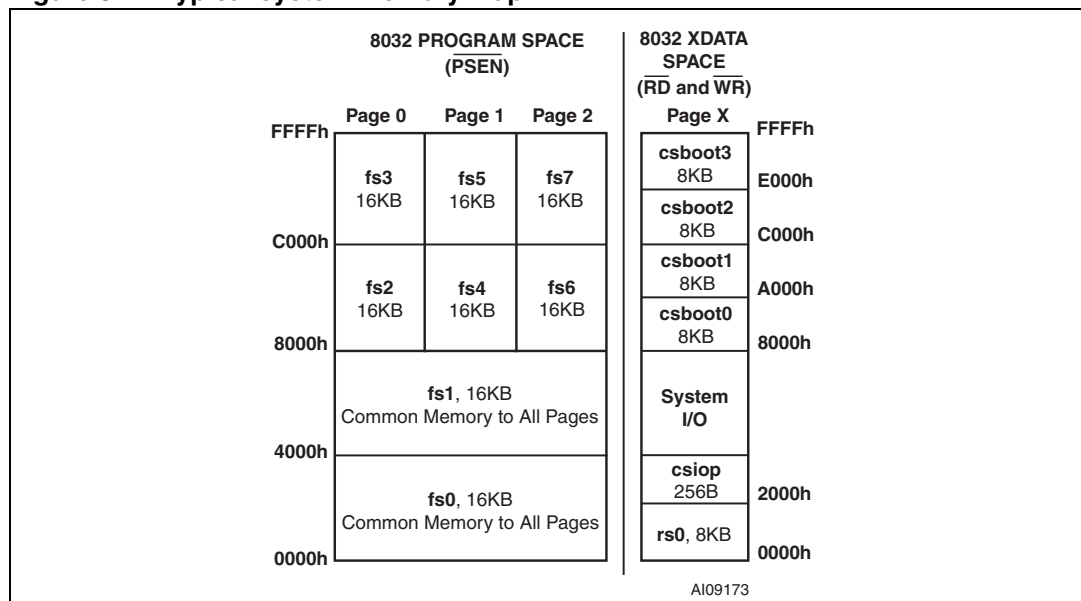 8032 PROGRAM SPACE
(PSEN)
Page 0 Page 1 Page 2
FFFFh
fs3
16KB
fs5
16KB
fs7
16KB
C000h
fs2
16KB
fs4
16KB
fs6
16KB
8000h
fs1, 16KB
Common Memory to All Pages
4000h
fs0, 16KB
Common Memory to All Pages
0000h
8032 XDATA
SPACE
(RD and WR)
Page X
FFFFh
csboot3
8KB
E000h
csboot2
8KB
C000h
csboot1
8KB
A000h
csboot0
8KB
8000h
System
I/O
csiop
256B
2000h
rs0, 8KB
0000h
AI09173